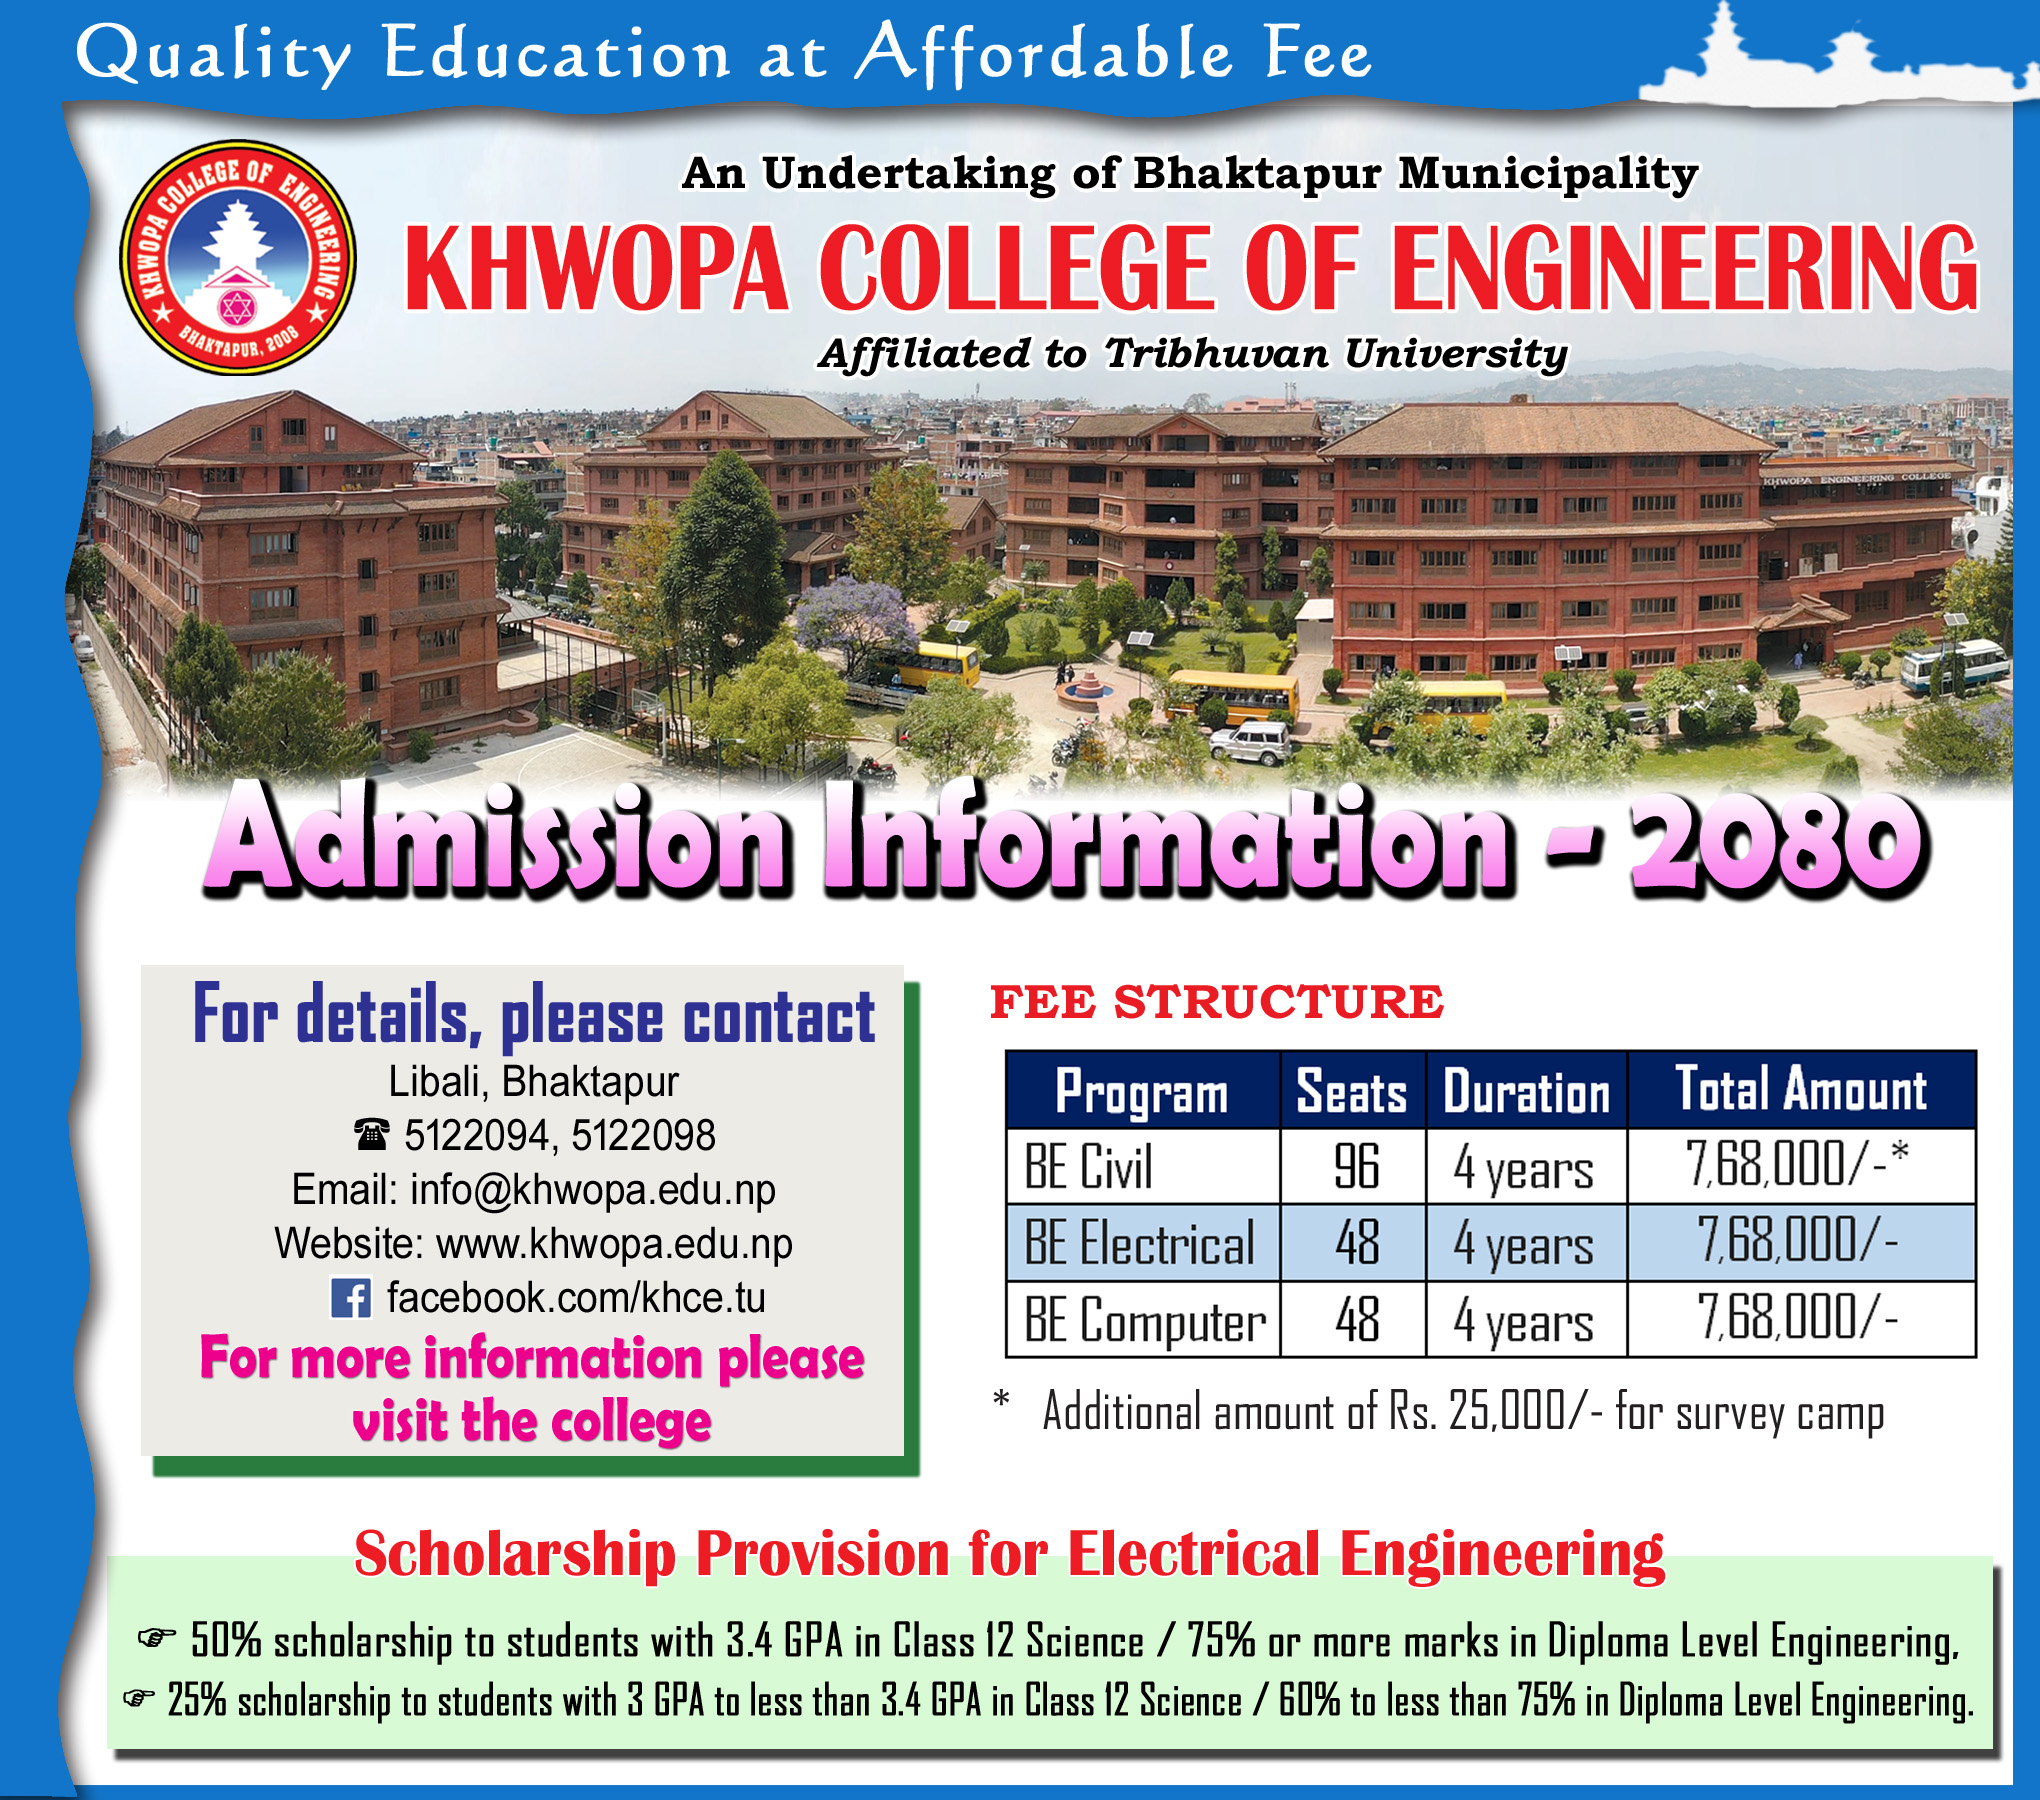 Quality Education at Affordable Fee
KHWOPA COLLEGE OF ENGINEERING
BHAKTAPUR, 2008
An Undertaking of Bhaktapur Municipality
KHWOPA COLLEGE OF ENGINEERING
Affiliated to Tribhuvan University
KHWOPA ENGINEERING COLLEGE
Admission Information - 2080
For details, please contact
Libali, Bhaktapur
☎ 5122094, 5122098
Email: info@khwopa.edu.np
Website: www.khwopa.edu.np
f facebook.com/khce.tu
For more information please
visit the college
FEE STRUCTURE
Program Seats Duration Total Amount
BE Civil 96 4 years 7,68,000/-*
BE Electrical 48 4 years 7,68,000/-
BE Computer 48 4 years 7,68,000/-
* Additional amount of Rs. 25,000/- for survey camp
Scholarship Provision for Electrical Engineering
☞ 50% scholarship to students with 3.4 GPA in Class 12 Science / 75% or more marks in Diploma Level Engineering,
☞ 25% scholarship to students with 3 GPA to less than 3.4 GPA in Class 12 Science / 60% to less than 75% in Diploma Level Engineering.